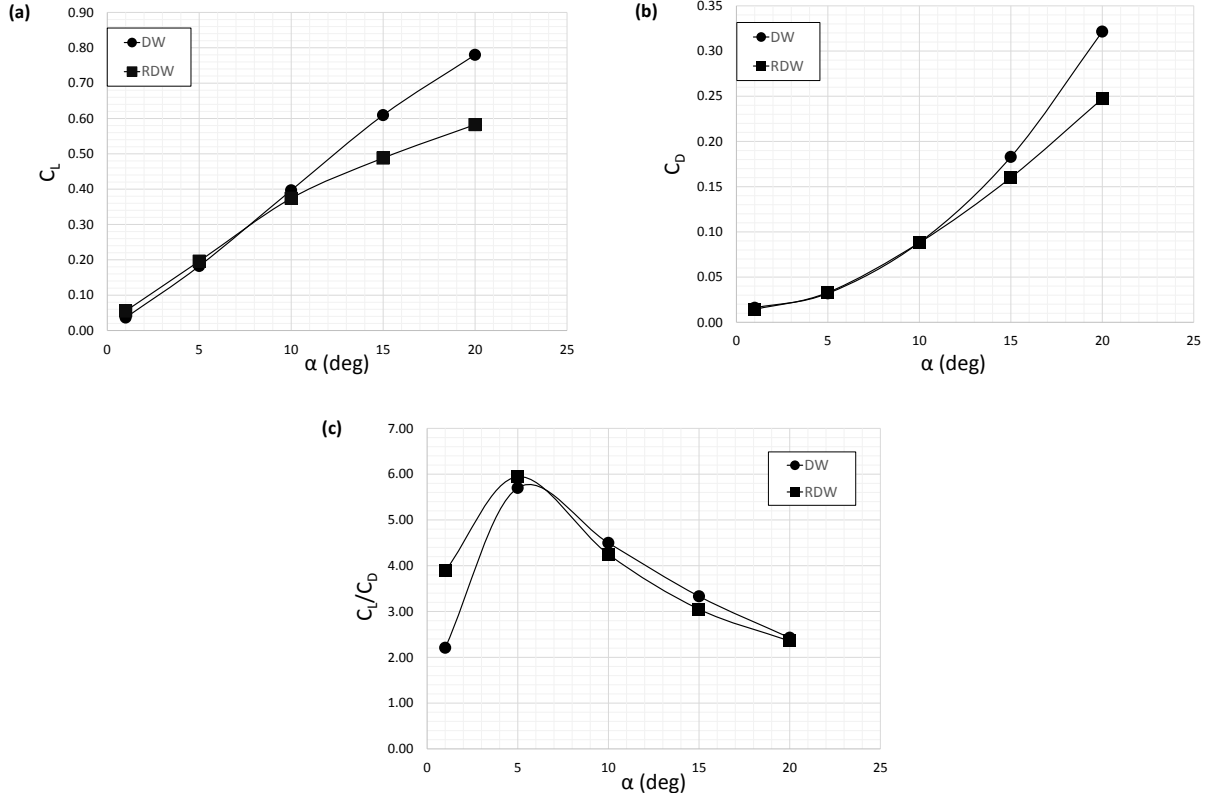 (a)
0.90
0.80
0.70
0.60
0.50
0.40
0.30
0.20
0.10
0.00
C_L
DW
RDW
0 5 10 15 20 25
α (deg)
(b)
0.35
0.30
0.25
0.20
0.15
0.10
0.05
0.00
C_D
DW
RDW
0 5 10 15 20 25
α (deg)
(c)
7.00
6.00
5.00
4.00
3.00
2.00
1.00
0.00
C_L/C_D
DW
RDW
0 5 10 15 20 25
α (deg)